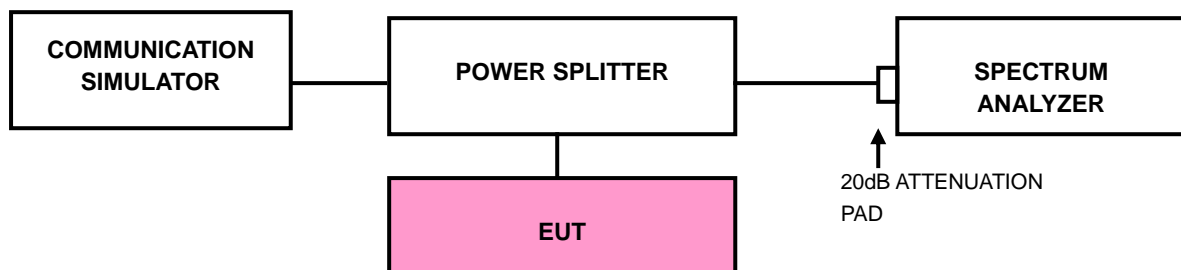 COMMUNICATION
SIMULATOR
POWER SPLITTER
SPECTRUM
ANALYZER
20dB ATTENUATION
PAD
EUT